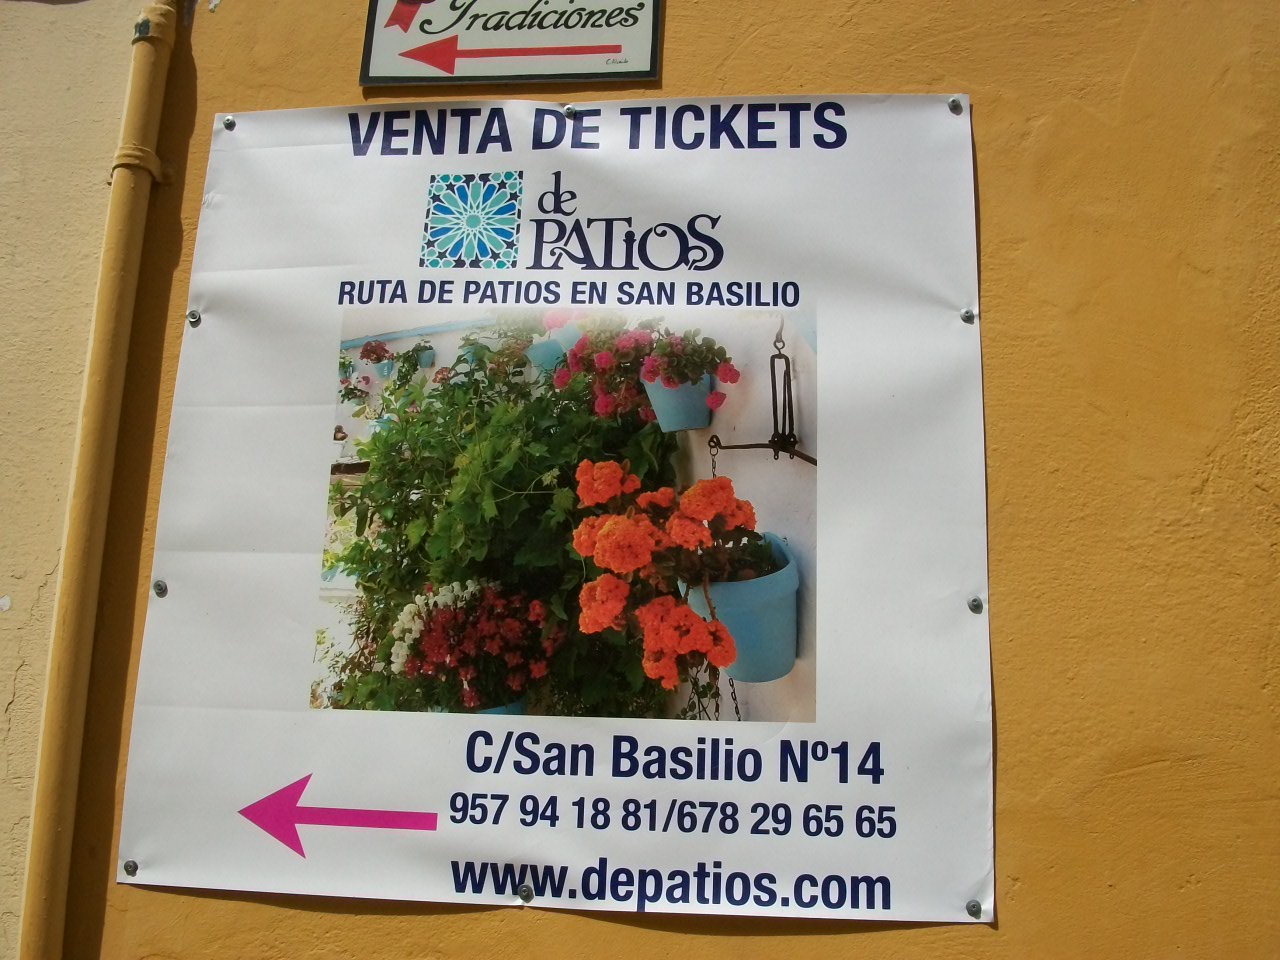 Tradiciones
VENTA DE TICKETS
de
PATiOS
RUTA DE PATIOS EN SAN BASILIO
C/San Basilio Nº14
957 94 18 81/678 29 65 65
www.depatios.com